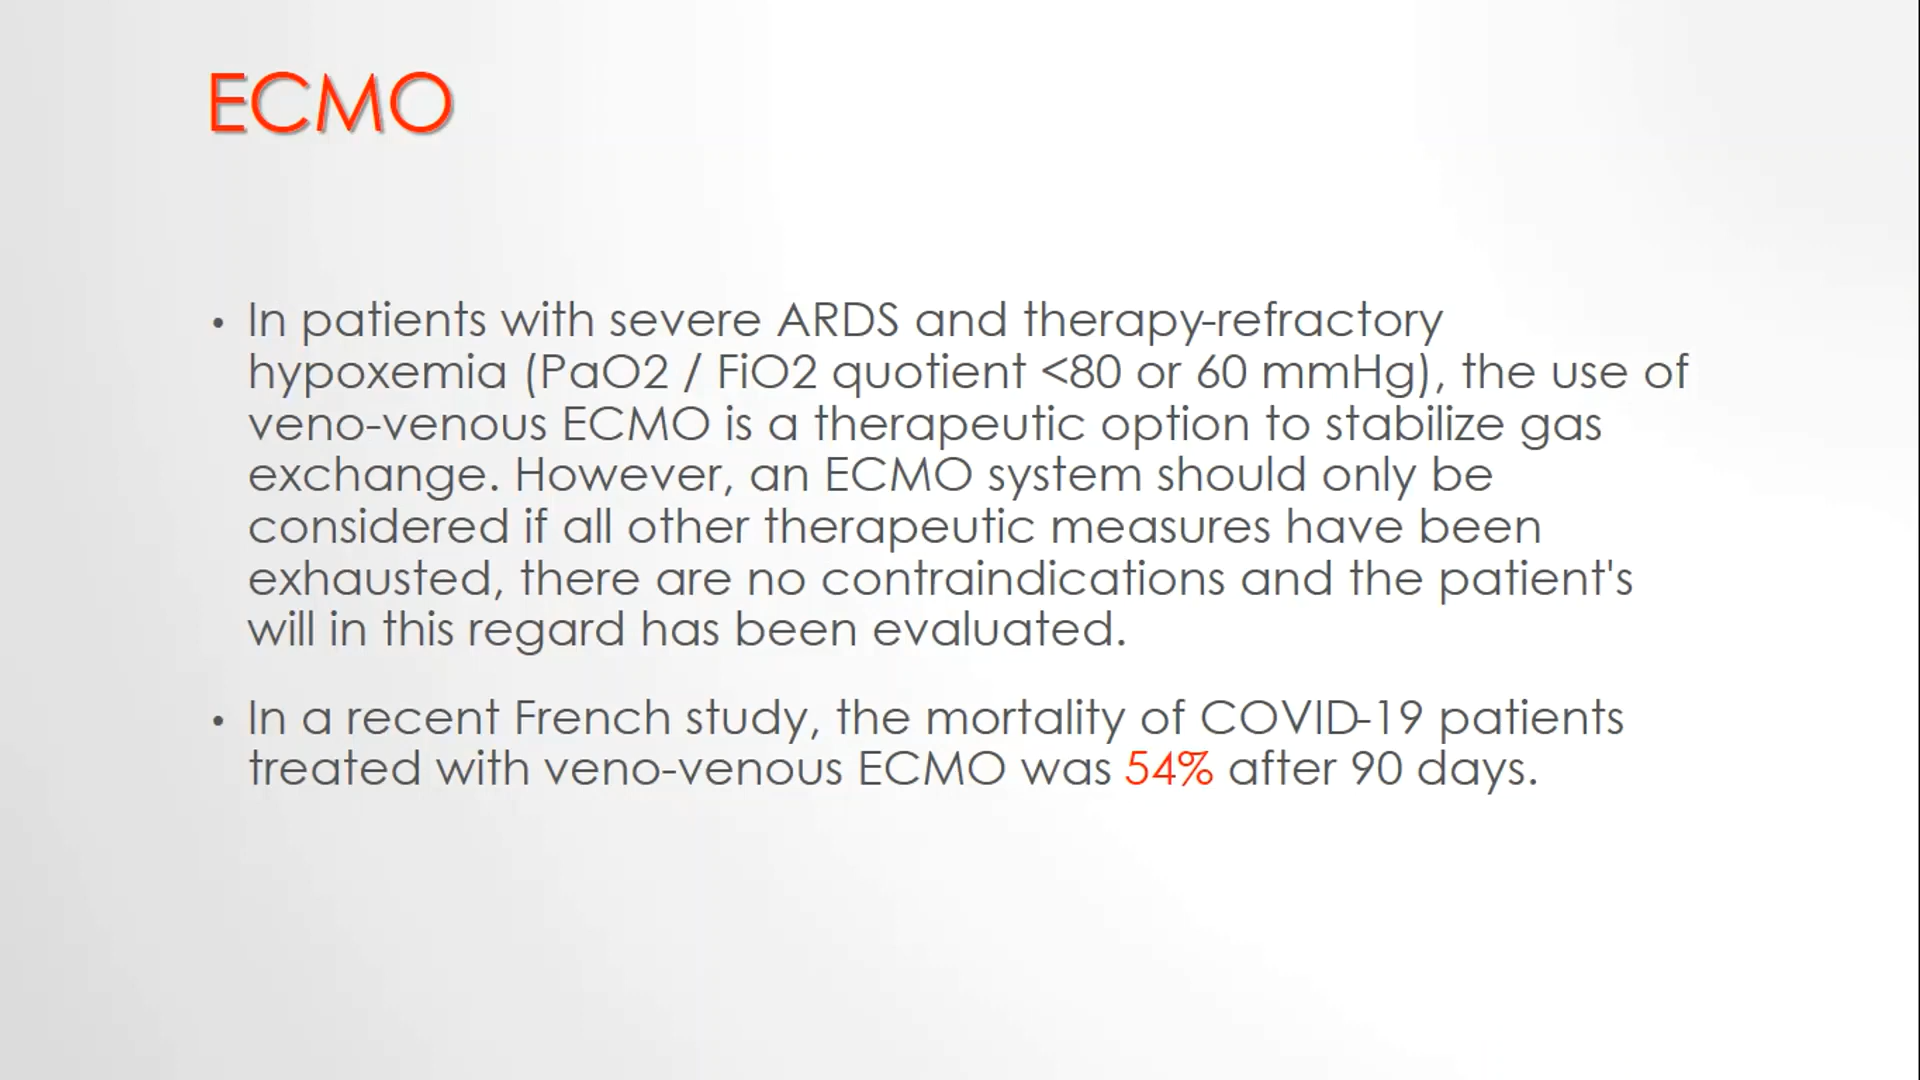 ECMO
• In patients with severe ARDS and therapy-refractory
hypoxemia (PaO2 / FiO2 quotient <80 or 60 mmHg), the use of
veno-venous ECMO is a therapeutic option to stabilize gas
exchange. However, an ECMO system should only be
considered if all other therapeutic measures have been
exhausted, there are no contraindications and the patient's
will in this regard has been evaluated.
• In a recent French study, the mortality of COVID-19 patients
treated with veno-venous ECMO was 54% after 90 days.